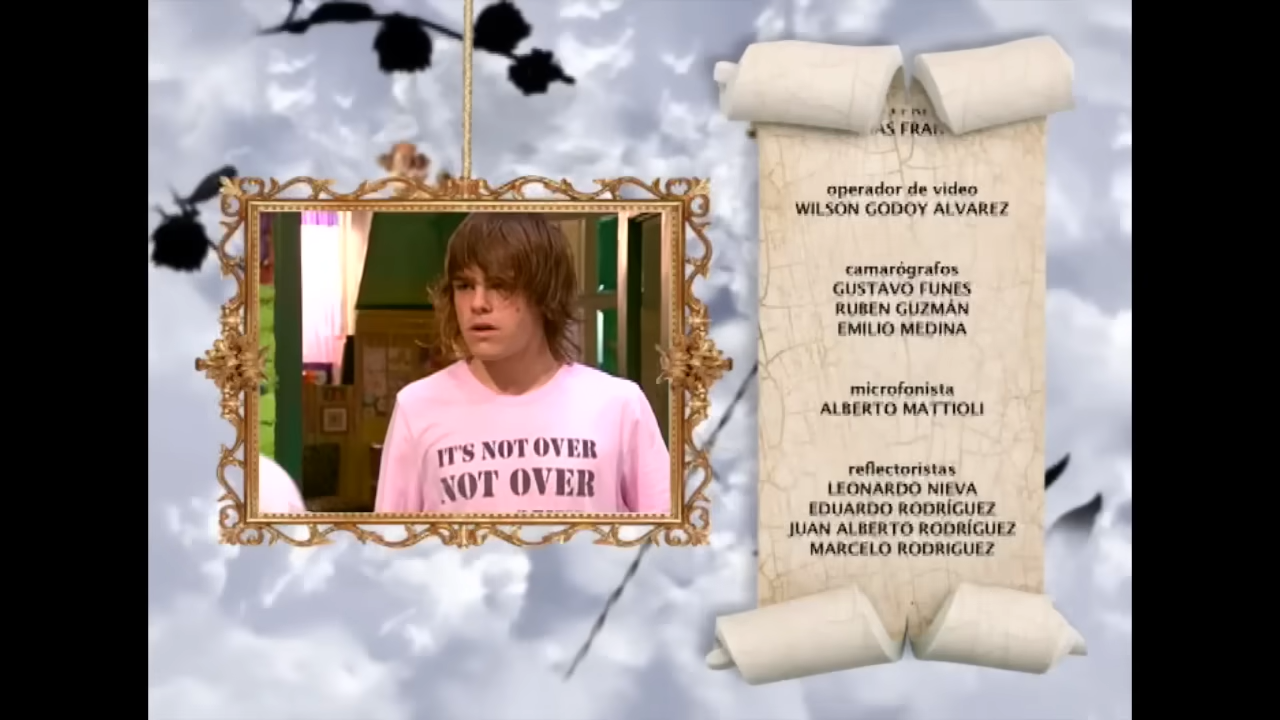 IT'S NOT OVER
NOT OVER
operador de video
WILSON GODOY ALVAREZ
camarógrafos
GUSTAVO FUNES
RUBEN GUZMÁN
EMILIO MEDINA
microfonista
ALBERTO MATTIOLI
reflectoristas
LEONARDO NIEVA
EDUARDO RODRÍGUEZ
JUAN ALBERTO RODRÍGUEZ
MARCELO RODRIGUEZ